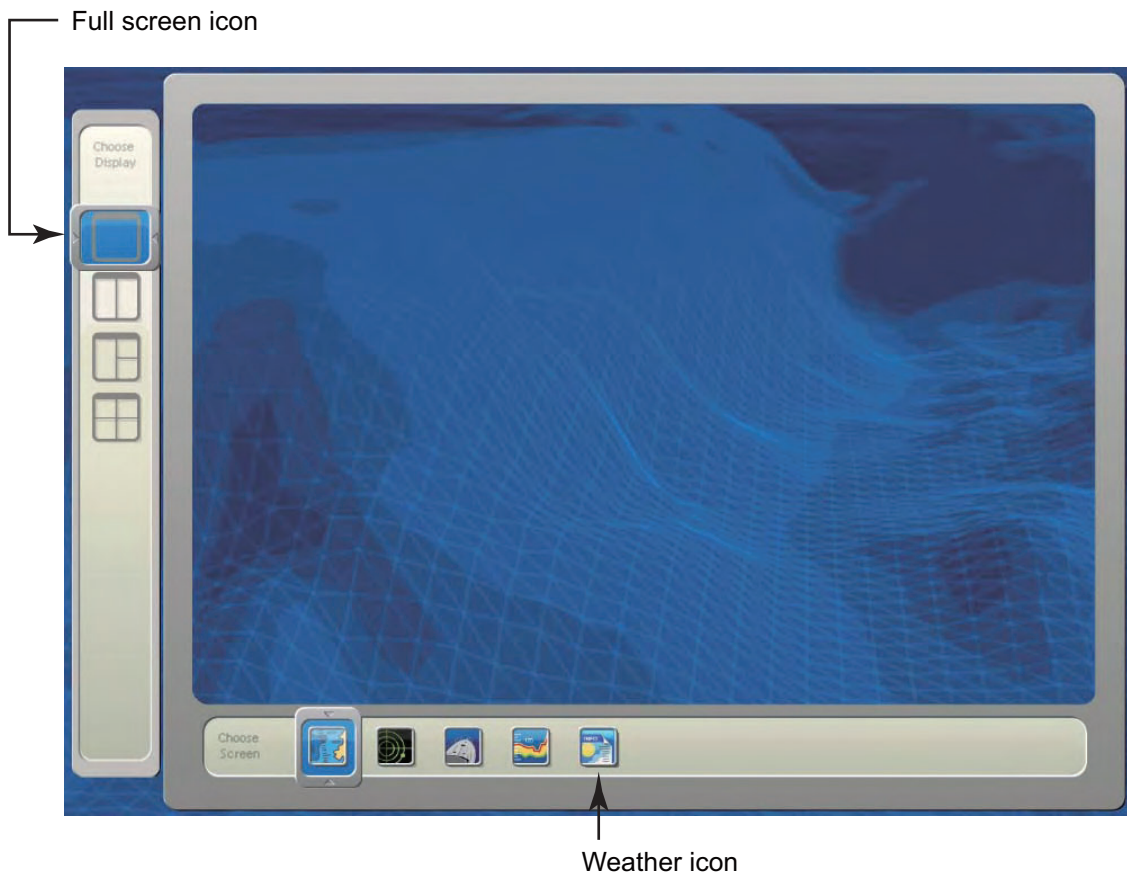 Full screen icon
Choose
Display
Choose
Screen
Weather icon